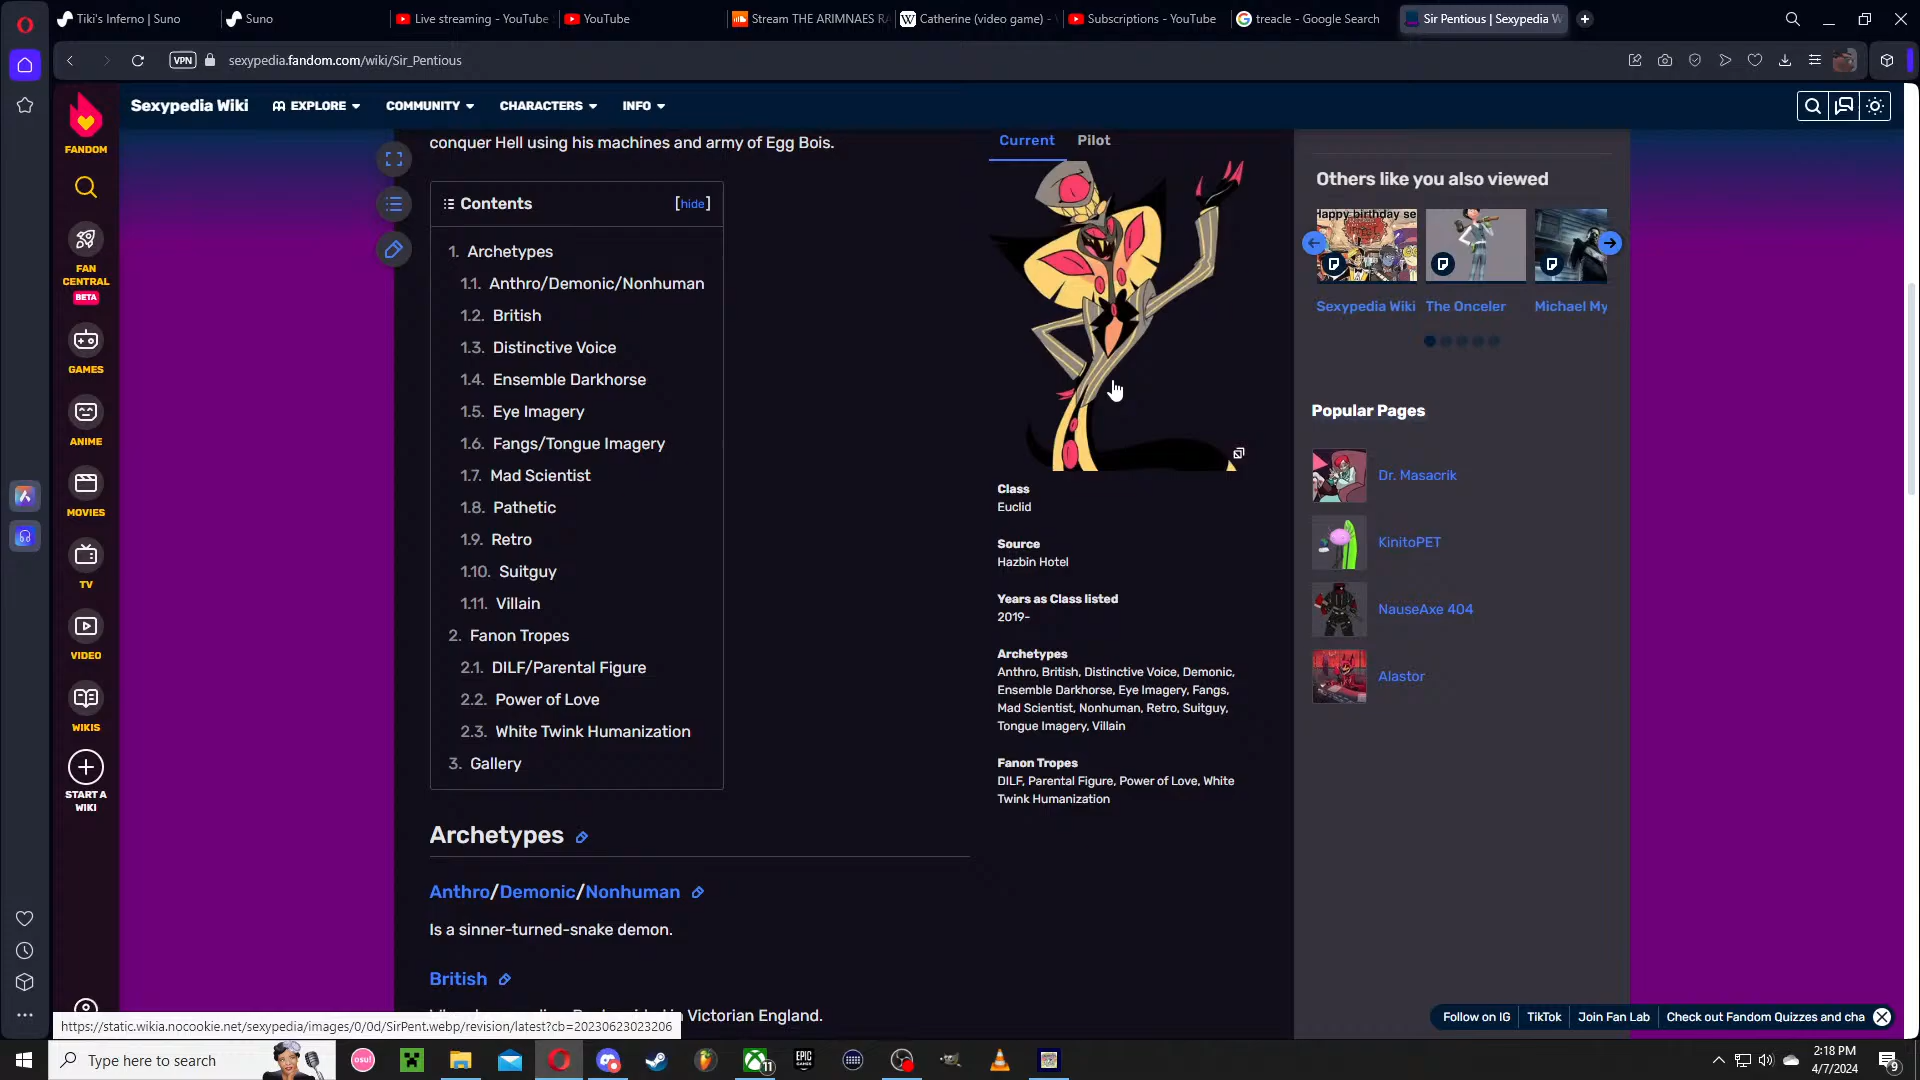 Tiki's Inferno | Suno
Suno
Live streaming - YouTube
YouTube
Stream THE ARIMNAES RA
Catherine (video game) -
Subscriptions - YouTube
treacle - Google Search
Sir Pentious | Sexypedia W
VPN
sexypedia.fandom.com/wiki/Sir_Pentious
Sexypedia Wiki
EXPLORE
COMMUNITY
CHARACTERS
INFO
FANDOM
FAN
CENTRAL
BETA
GAMES
ANIME
MOVIES
TV
VIDEO
WIKIS
START A
WIKI
conquer Hell using his machines and army of Egg Bois.
Contents [hide]
1. Archetypes
1.1. Anthro/Demonic/Nonhuman
1.2. British
1.3. Distinctive Voice
1.4. Ensemble Darkhorse
1.5. Eye Imagery
1.6. Fangs/Tongue Imagery
1.7. Mad Scientist
1.8. Pathetic
1.9. Retro
1.10. Suitguy
1.11. Villain
2. Fanon Tropes
2.1. DILF/Parental Figure
2.2. Power of Love
2.3. White Twink Humanization
3. Gallery
Archetypes
Anthro/Demonic/Nonhuman
Is a sinner-turned-snake demon.
British
Victorian England.
Current Pilot
Class
Euclid
Source
Hazbin Hotel
Years as Class listed
2019-
Archetypes
Anthro, British, Distinctive Voice, Demonic,
Ensemble Darkhorse, Eye Imagery, Fangs,
Mad Scientist, Nonhuman, Retro, Suitguy,
Tongue Imagery, Villain
Fanon Tropes
DILF, Parental Figure, Power of Love, White
Twink Humanization
Others like you also viewed
Happy birthday se
Sexypedia Wiki
The Onceler
Michael My
Popular Pages
Dr. Masacrik
KinitoPET
NauseAxe 404
Alastor
Follow on IG
TikTok
Join Fan Lab
Check out Fandom Quizzes and cha
https://static.wikia.nocookie.net/sexypedia/images/0/0d/SirPent.webp/revision/latest?cb=20230623023206
Type here to search
osu!
11
EPIC
GAMES
2:18 PM
4/7/2024
9